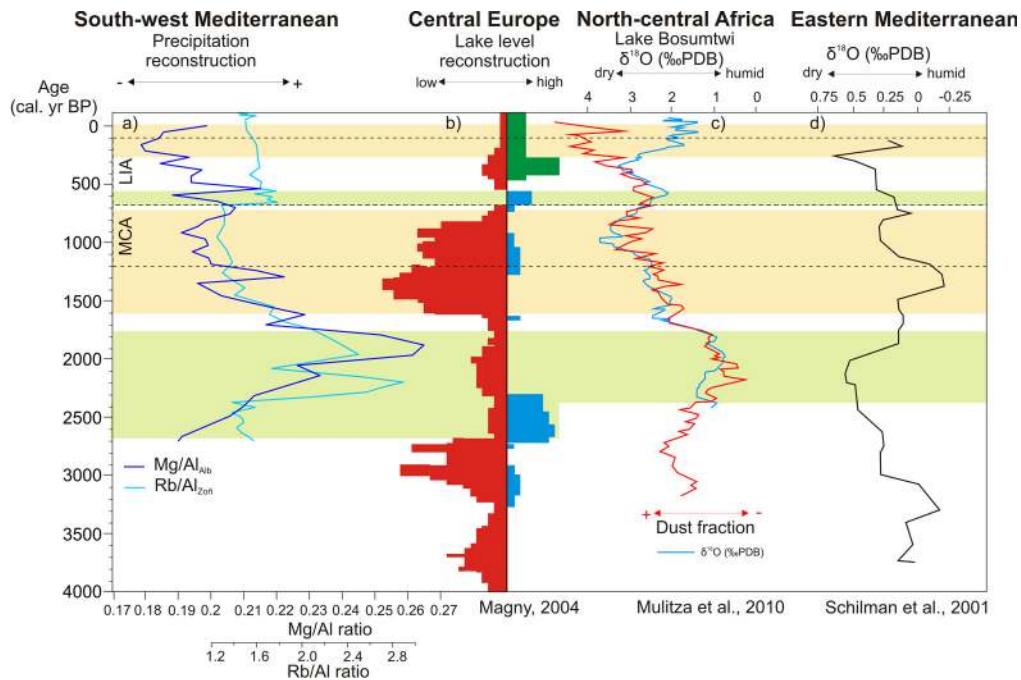 South-west Mediterranean
Central Europe
North-central Africa
Eastern Mediterranean
Precipitation
reconstruction
- +
Lake level
reconstruction
low high
Lake Bosumtwi
δ¹⁸O (‰PDB)
dry humid
4 3 2 1 0
δ¹⁸O (‰PDB)
dry humid
0.75 0.5 0.25 0 -0.25
Age
(cal. yr BP)
a)
b)
c)
d)
LIA
MCA
0
500
1000
1500
2000
2500
3000
3500
4000
Mg/Al Alb
Rb/Al Zoñ
+ -
Dust fraction
δ¹⁸O (‰PDB)
0.17 0.18 0.19 0.2 0.21 0.22 0.23 0.24 0.25 0.26 0.27
Mg/Al ratio
1.2 1.6 2.0 2.4 2.8
Rb/Al ratio
Magny, 2004
Mulitza et al., 2010
Schilman et al., 2001